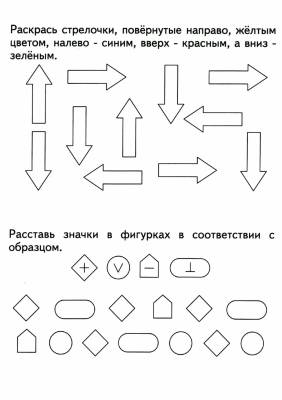 Раскрась стрелочки, повёрнутые направо, жёлтым
цветом, налево - синим, вверх - красным, а вниз -
зелёным.
Расставь значки в фигурках в соответствии с
образцом.